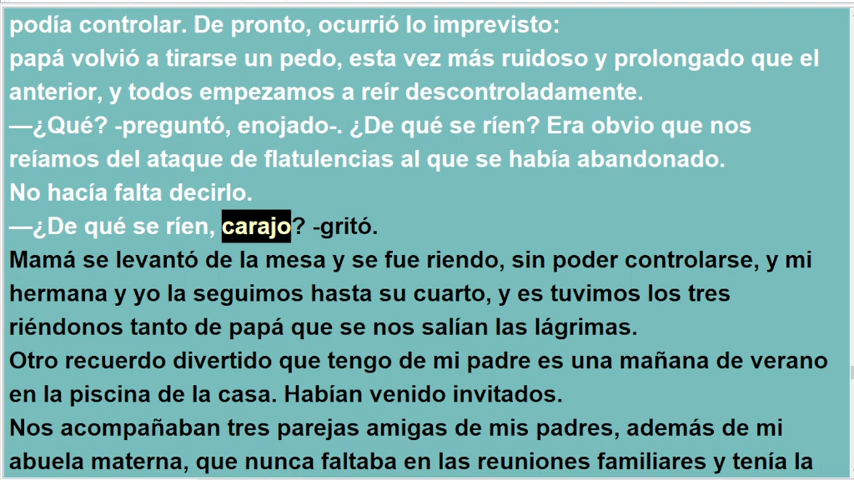 podía controlar. De pronto, ocurrió lo imprevisto:
papá volvió a tirarse un pedo, esta vez más ruidoso y prolongado que el
anterior, y todos empezamos a reír descontroladamente.
—¿Qué? -preguntó, enojado-. ¿De qué se ríen? Era obvio que nos
reíamos del ataque de flatulencias al que se había abandonado.
No hacía falta decirlo.
—¿De qué se ríen, carajo? -gritó.
Mamá se levantó de la mesa y se fue riendo, sin poder controlarse, y mi
hermana y yo la seguimos hasta su cuarto, y es tuvimos los tres
riéndonos tanto de papá que se nos salían las lágrimas.
Otro recuerdo divertido que tengo de mi padre es una mañana de verano
en la piscina de la casa. Habían venido invitados.
Nos acompañaban tres parejas amigas de mis padres, además de mi
abuela materna, que nunca faltaba en las reuniones familiares y tenía la